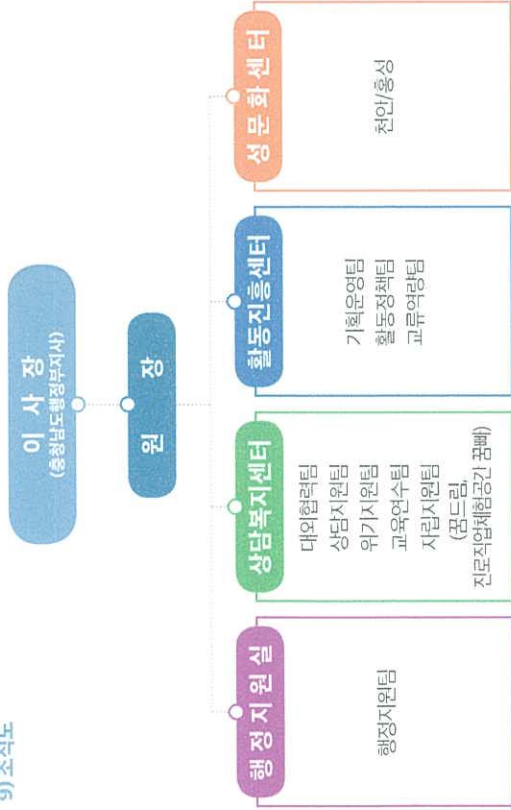 9) 조직도
이 사 장
(충청남도행정부지사)
원 장
행정지원실
행정지원팀
상담복지센터
대외협력팀
상담지원팀
위기지원팀
교육연수팀
자립지원팀
(꿈드림,
진로직업체험공간 꿈빠)
활동진흥센터
기획운영팀
활동정책팀
교류역량팀
성문화센터
천안/홍성